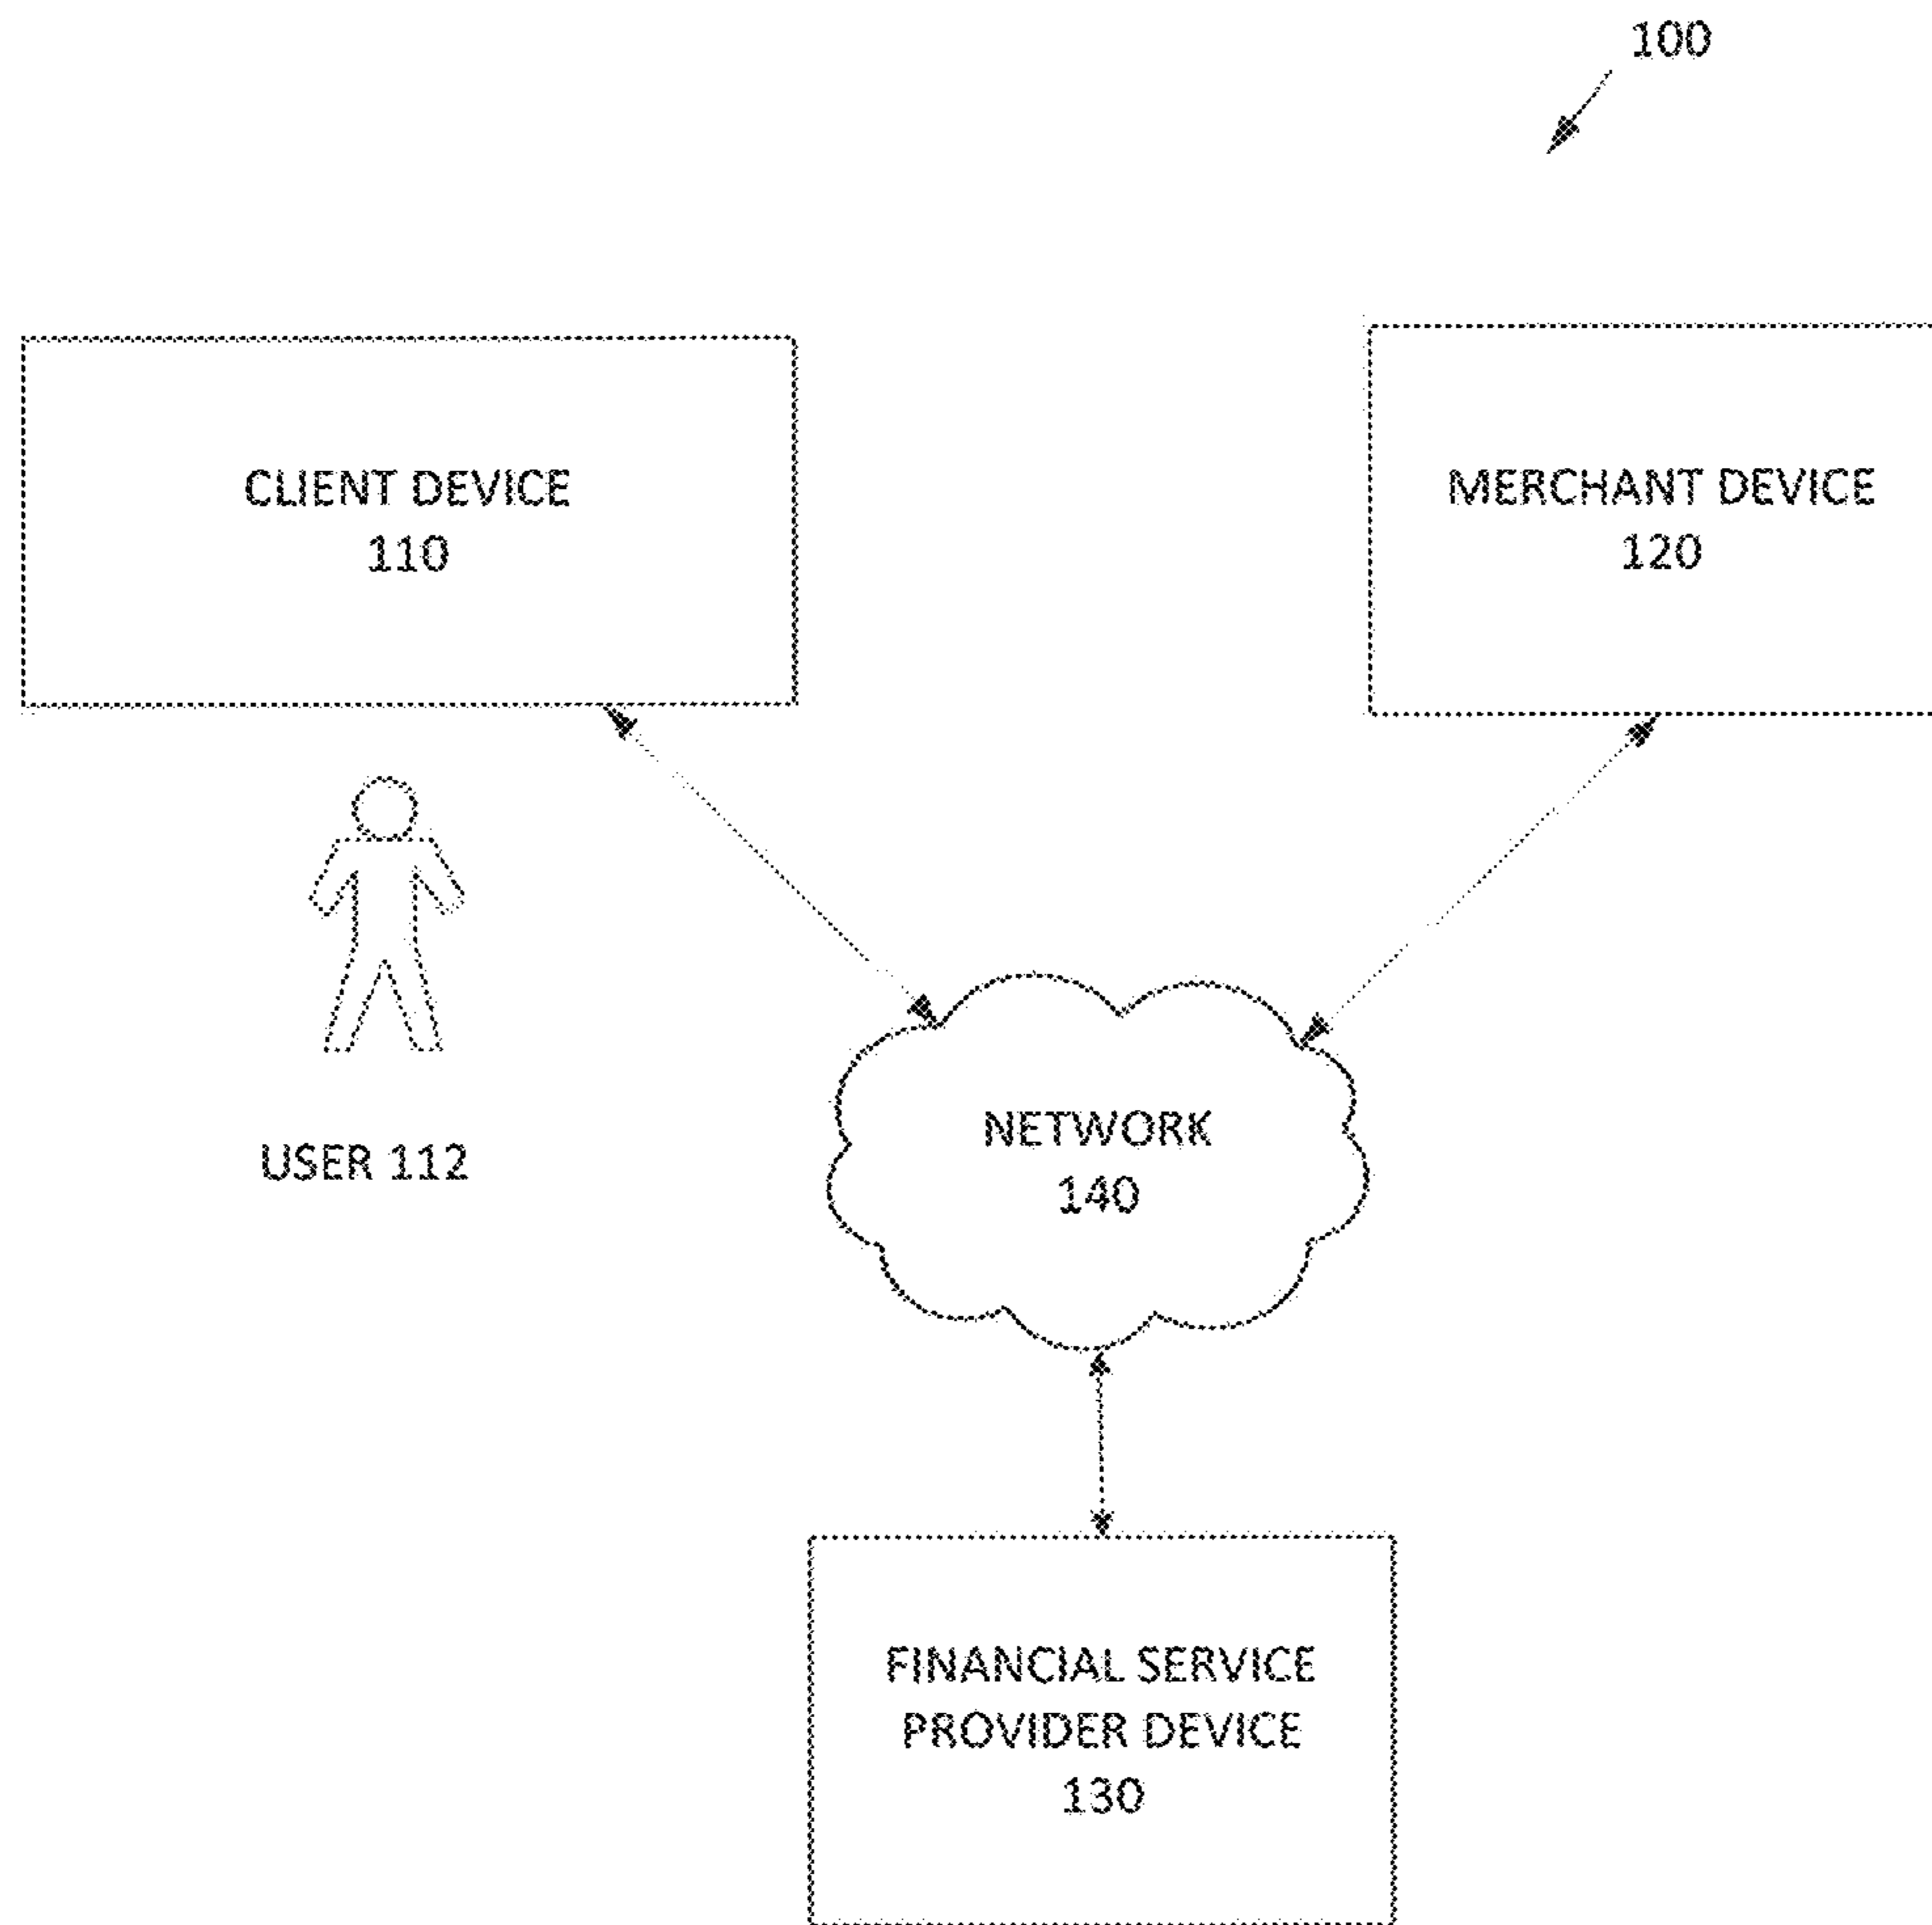 100
CLIENT DEVICE
110
MERCHANT DEVICE
120
USER 112
NETWORK
140
FINANCIAL SERVICE
PROVIDER DEVICE
130